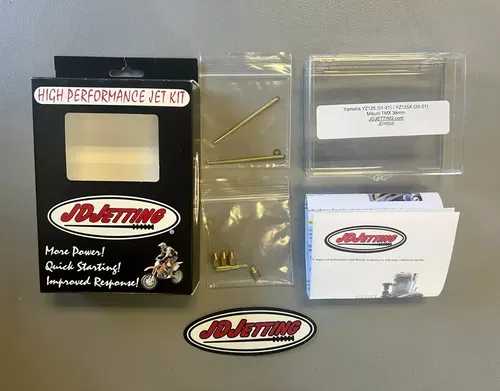 HIGH PERFORMANCE JET KIT
JDJETTING
More Power!
Quick Starting!
Improved Response!
Yamaha YZ125 (01-21) / YZ125X (20-21)
Mikuni TMX 38mm
JDJETTING.com
JDY005
JDJETTING
JDJETTING